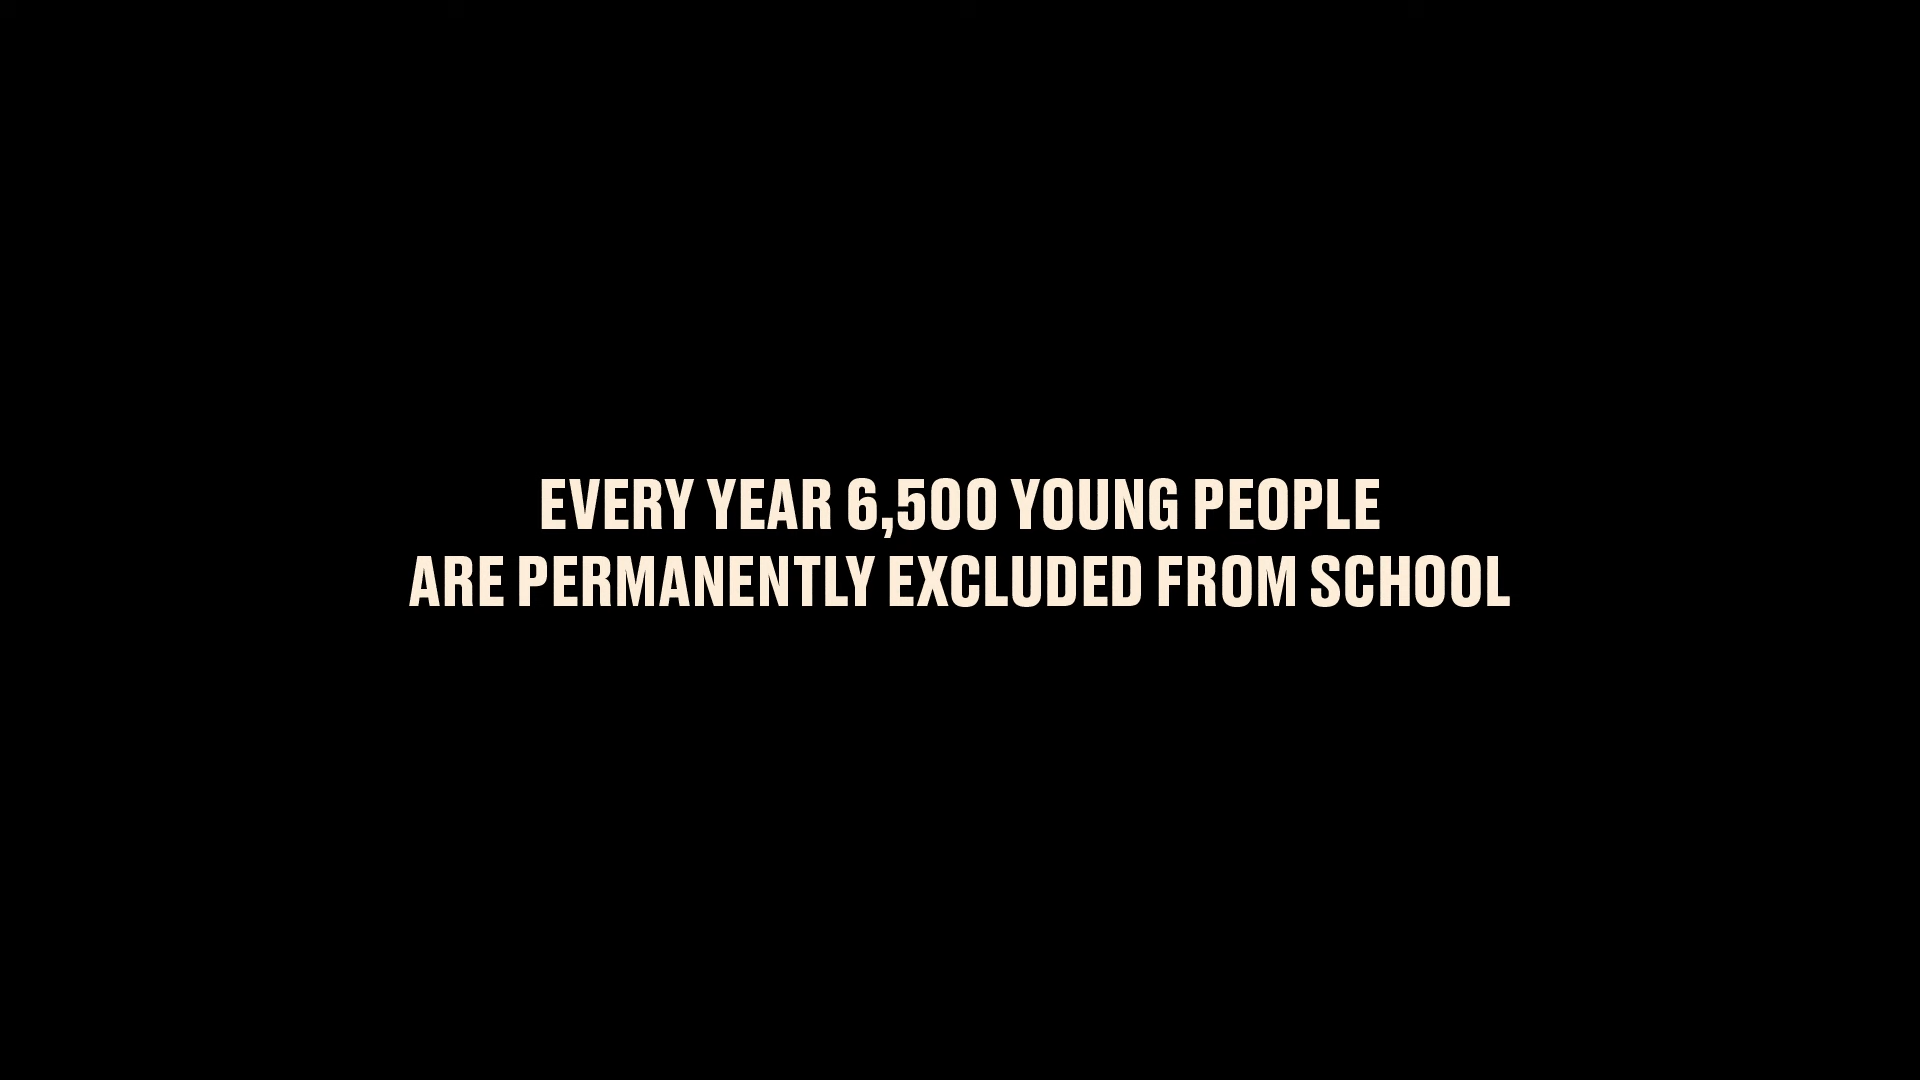 EVERY YEAR 6,500 YOUNG PEOPLE
ARE PERMANENTLY EXCLUDED FROM SCHOOL